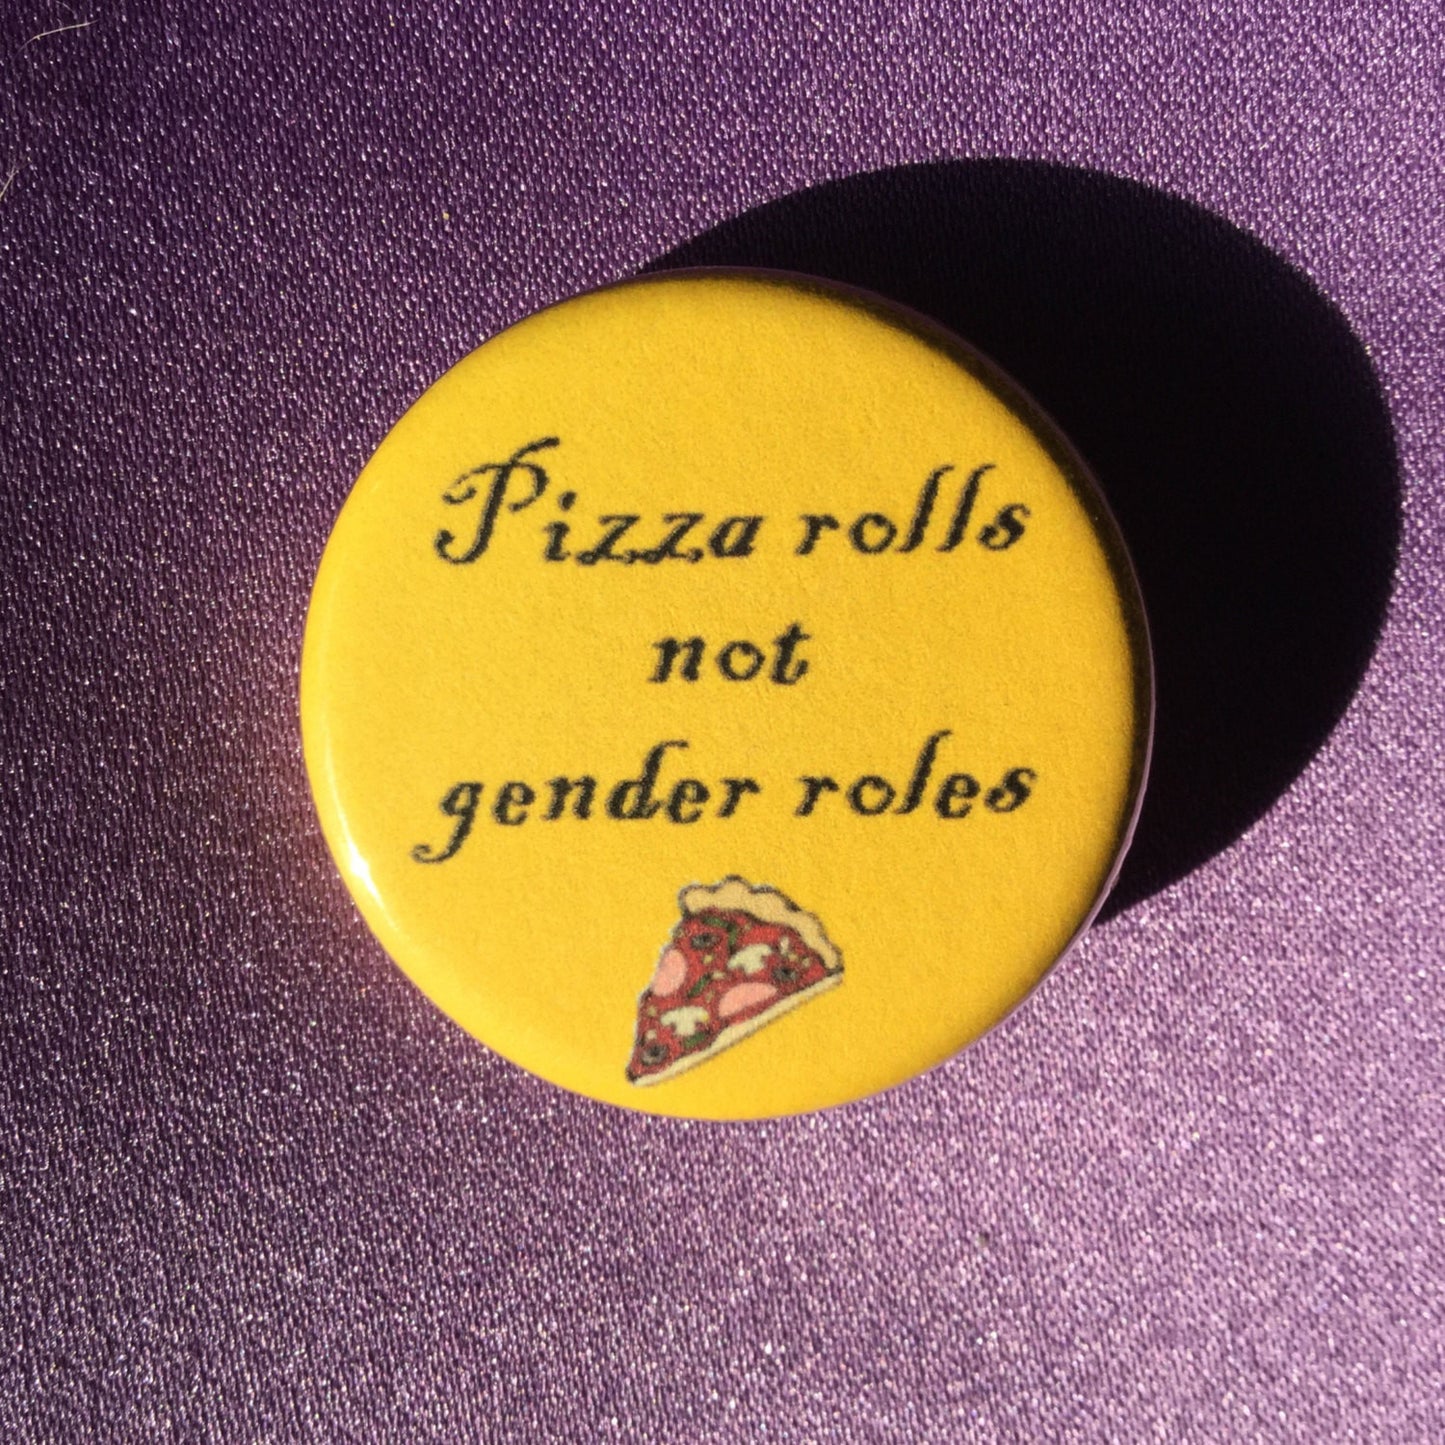 Pizza rolls
not
gender roles